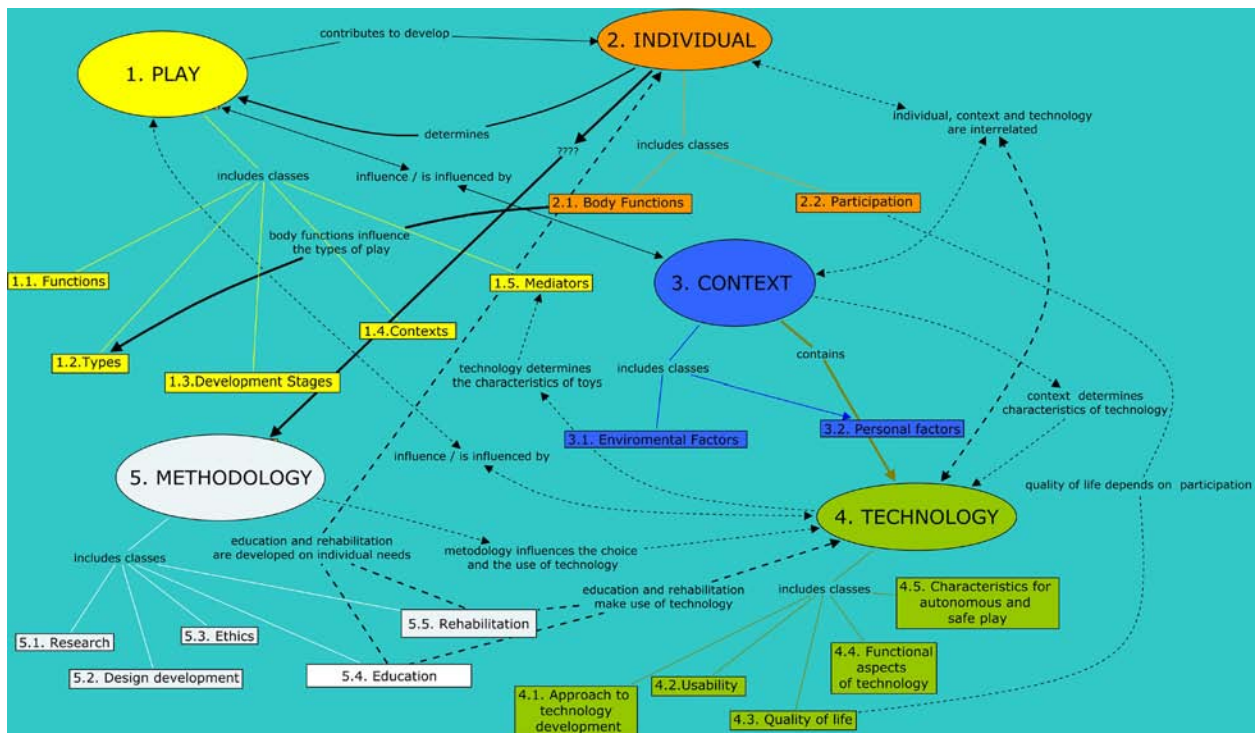 contributes to develop
2. INDIVIDUAL
1. PLAY
individual, context and technology
are interrelated
determines
????
includes classes
includes classes
influence / is influenced by
2.1. Body Functions
2.2. Participation
body functions influence
the types of play
1.1. Functions
1.5. Mediators
3. CONTEXT
1.4.Contexts
1.2.Types
1.3.Development Stages
contains
technology determines
the characteristics of toys
includes classes
context determines
characteristics of technology
3.1. Enviromental Factors
3.2. Personal factors
5. METHODOLOGY
influence / is influenced by
quality of life depends on participation
4. TECHNOLOGY
education and rehabilitation
are developed on individual needs
metodology influences the choice
and the use of technology
includes classes
education and rehabilitation
make use of technology
includes classes
4.5. Characteristics for
autonomous and
safe play
5.5. Rehabilitation
5.3. Ethics
5.1. Research
4.4. Functional
aspects
of technology
5.2. Design development
5.4. Education
4.2.Usability
4.1. Approach to
technology
development
4.3. Quality of life